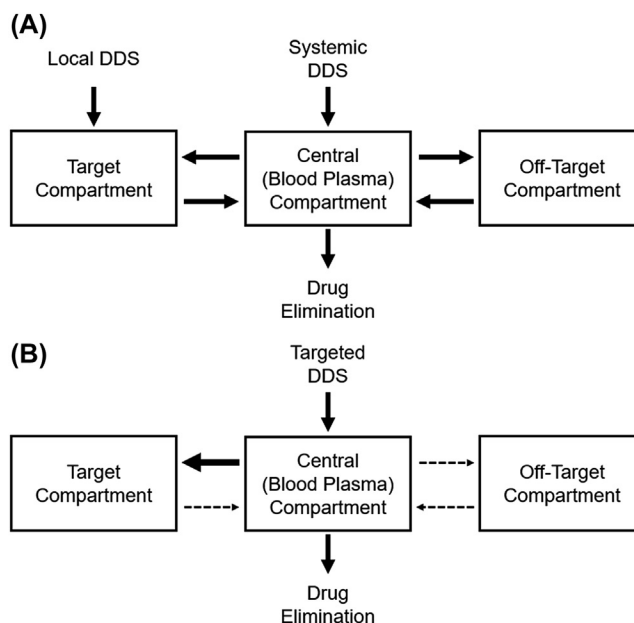 (A)
Local DDS
Systemic
DDS
Target
Compartment
Central
(Blood Plasma)
Compartment
Off-Target
Compartment
Drug
Elimination
(B)
Targeted
DDS
Target
Compartment
Central
(Blood Plasma)
Compartment
Off-Target
Compartment
Drug
Elimination